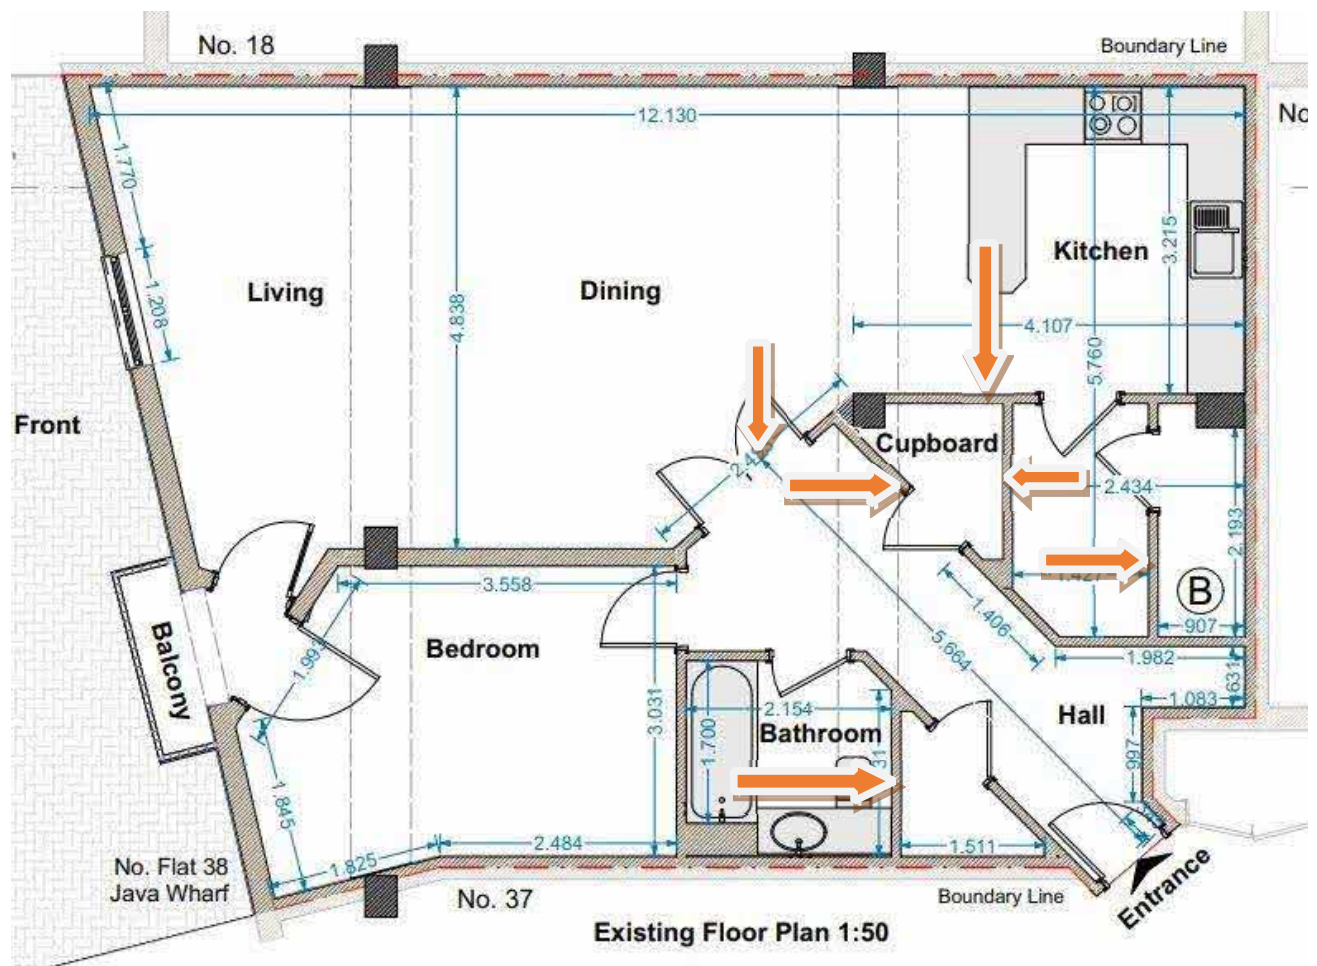 No. 18
Boundary Line
12.130
No
1.770
1.208
4.838
3.215
Kitchen
Living
Dining
4.107
5.760
Front
Cupboard
2.434
2.193
B
907
1.406
5.664
3.558
1.99
Bedroom
Balcony
1.982
631
1.083
Hall
997
3.031
2.154
1.700
Bathroom
31
1.845
1.825
2.484
1.511
No. Flat 38
Java Wharf
No. 37
Boundary Line
Entrance
Existing Floor Plan 1:50